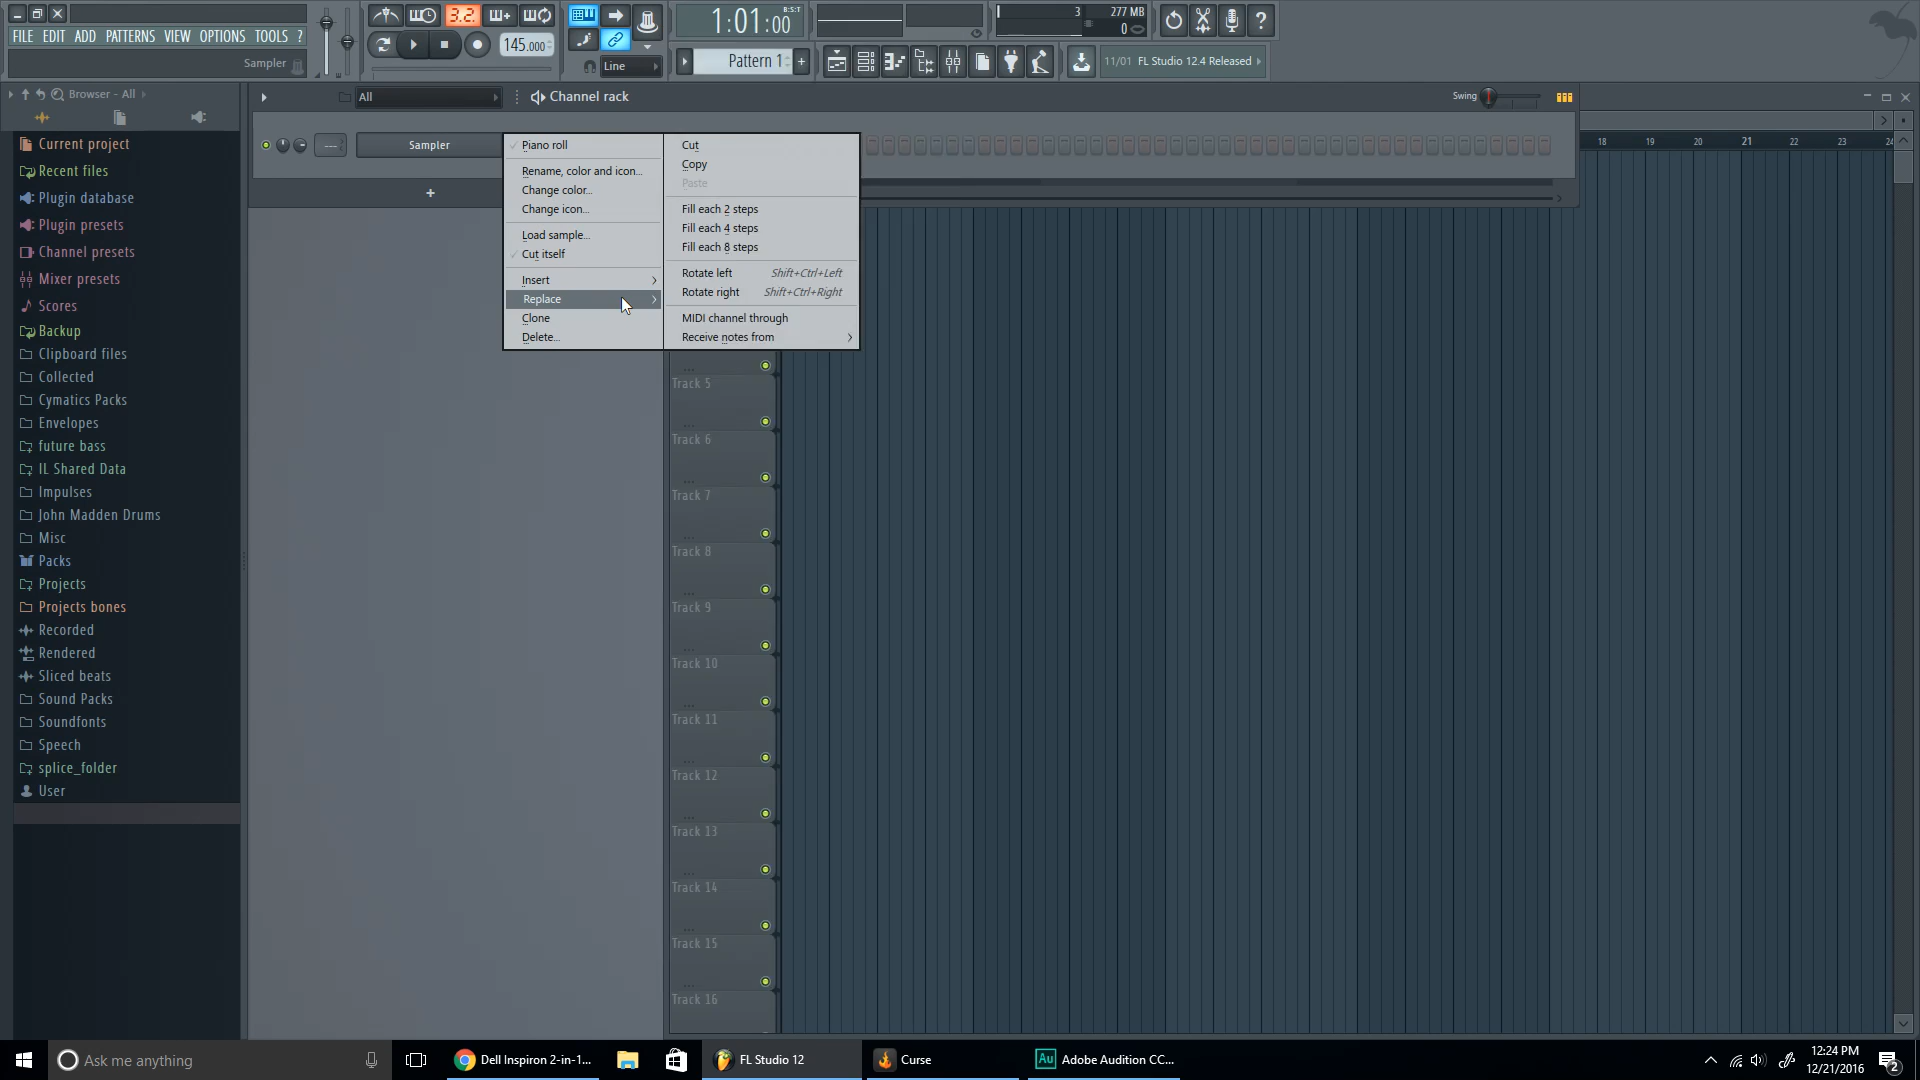 3.2.
1:01:00
B:S:T
3
277 MB
0
FILE EDIT ADD PATTERNS VIEW OPTIONS TOOLS ?
145.000
Sampler
Line
Pattern 1
+
11/01 FL Studio 12.4 Released
Browser - All
All
Channel rack
Swing
Current project
Recent files
Plugin database
Plugin presets
Channel presets
Mixer presets
Scores
Backup
Clipboard files
Collected
Cymatics Packs
Envelopes
future bass
IL Shared Data
Impulses
John Madden Drums
Misc
Packs
Projects
Projects bones
Recorded
Rendered
Sliced beats
Sound Packs
Soundfonts
Speech
splice_folder
User
---
Sampler
+
Piano roll
Rename, color and icon...
Change color...
Change icon...
Load sample...
Cut itself
Insert
Replace
Clone
Delete...
Cut
Copy
Paste
Fill each 2 steps
Fill each 4 steps
Fill each 8 steps
Rotate left Shift+Ctrl+Left
Rotate right Shift+Ctrl+Right
MIDI channel through
Receive notes from
18 19 20 21 22 23 24
Track 5
Track 6
Track 7
Track 8
Track 9
Track 10
Track 11
Track 12
Track 13
Track 14
Track 15
Track 16
Ask me anything
Dell Inspiron 2-in-1...
FL Studio 12
Curse
Au
Adobe Audition CC...
12:24 PM
12/21/2016
2